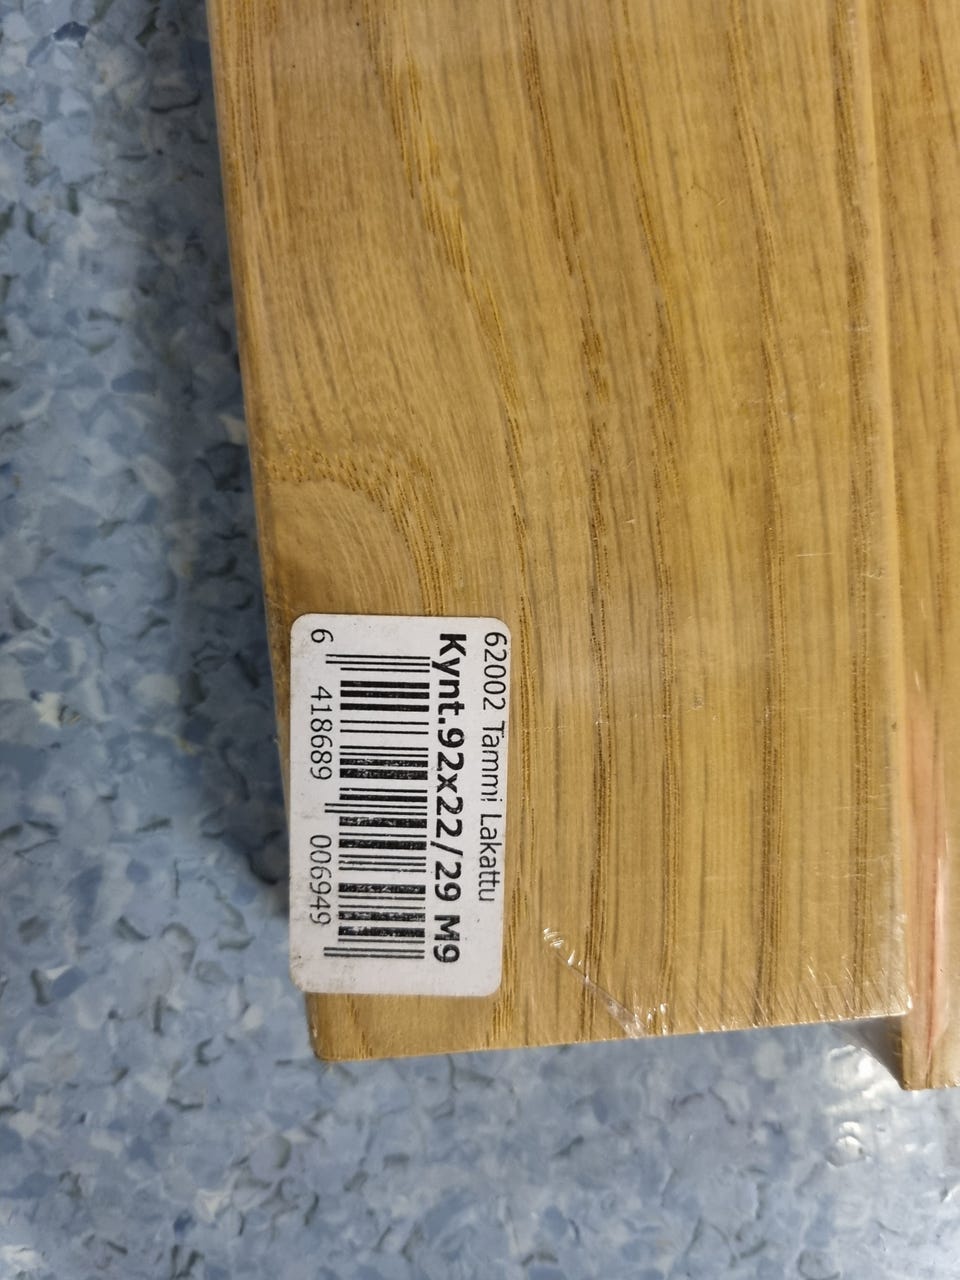 62002 Tammi Lakattu
Kynt.92x22/29 M9
6 418689 006949